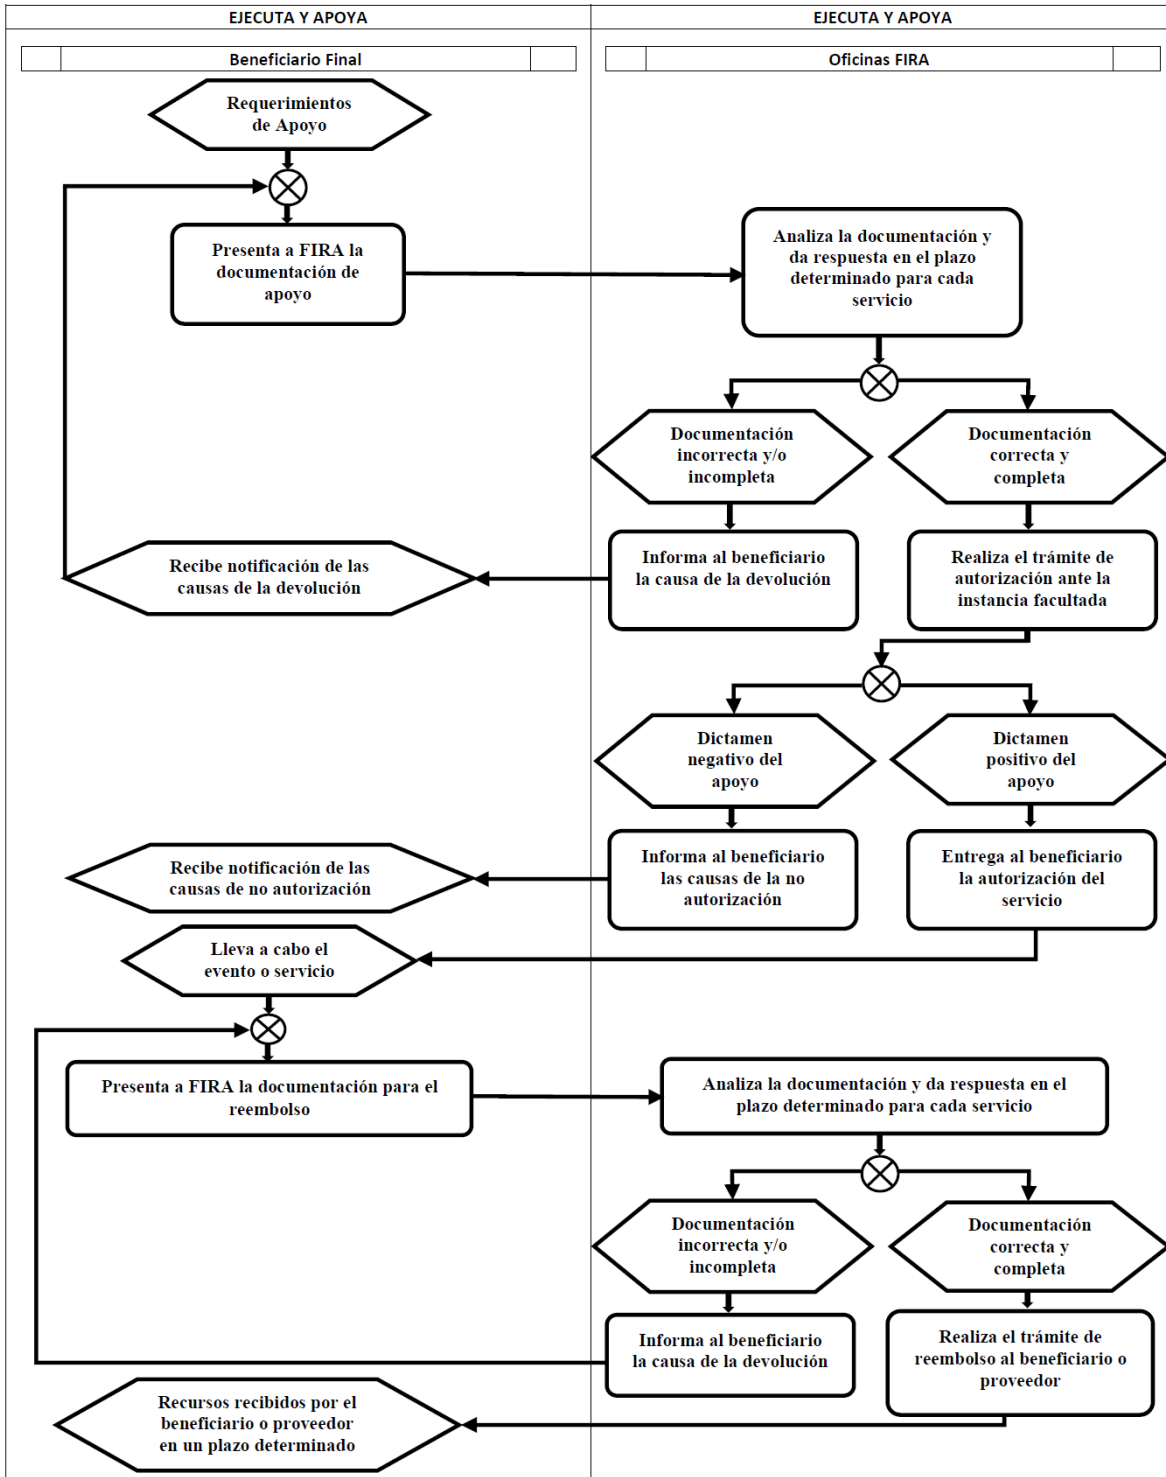 EJECUTA Y APOYA
EJECUTA Y APOYA
Beneficiario Final
Oficinas FIRA
Requerimientos
de Apoyo
Presenta a FIRA la
documentación de
apoyo
Analiza la documentación y
da respuesta en el plazo
determinado para cada
servicio
Documentación
incorrecta y/o
incompleta
Documentación
correcta y
completa
Informa al beneficiario
la causa de la devolución
Realiza el trámite de
autorización ante la
instancia facultada
Recibe notificación de las
causas de la devolución
Dictamen
negativo del
apoyo
Dictamen
positivo del
apoyo
Informa al beneficiario
las causas de la no
autorización
Entrega al beneficiario
la autorización del
servicio
Recibe notificación de las
causas de no autorización
Lleva a cabo el
evento o servicio
Presenta a FIRA la documentación para el
reembolso
Analiza la documentación y da respuesta en el
plazo determinado para cada servicio
Documentación
incorrecta y/o
incompleta
Documentación
correcta y
completa
Informa al beneficiario
la causa de la devolución
Realiza el trámite de
reembolso al beneficiario o
proveedor
Recursos recibidos por el
beneficiario o proveedor
en un plazo determinado